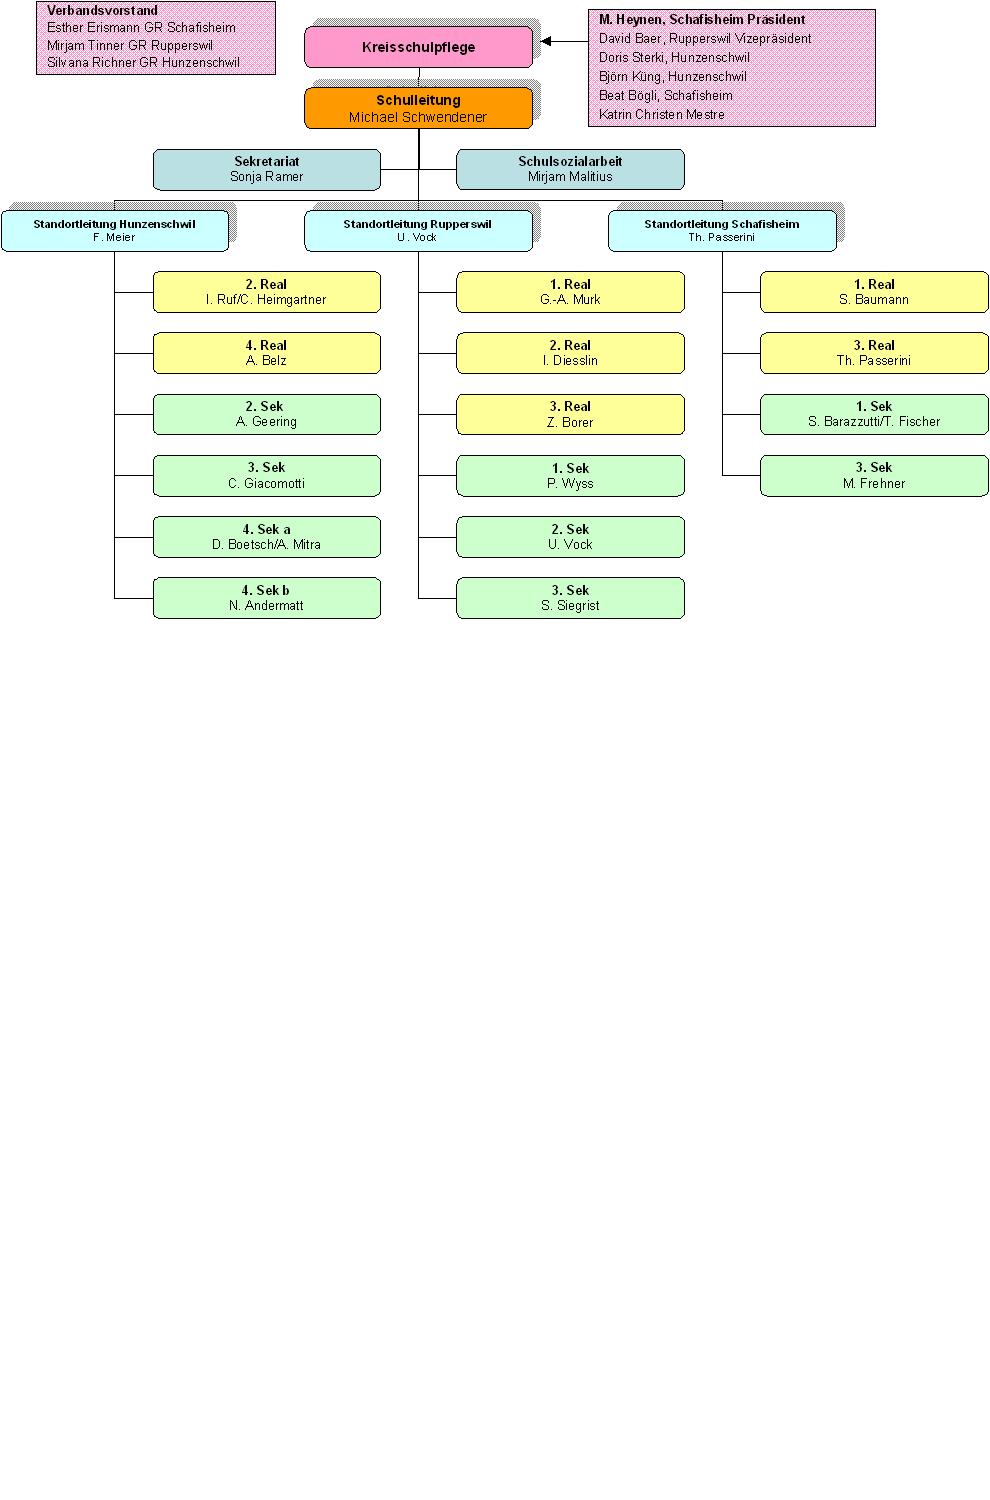 Verbandsvorstand
Esther Erismann GR Schafisheim
Mirjam Tinner GR Rupperswil
Silvana Richner GR Hunzenschwil
Kreisschulpflege
M. Heynen, Schafisheim Präsident
David Baer, Rupperswil Vizepräsident
Doris Sterki, Hunzenschwil
Björn Küng, Hunzenschwil
Beat Bögli, Schafisheim
Katrin Christen Mestre
Schulleitung
Michael Schwendener
Sekretariat
Sonja Ramer
Schulsozialarbeit
Mirjam Malitius
Standortleitung Hunzenschwil
F. Meier
Standortleitung Rupperswil
U. Vock
Standortleitung Schafisheim
Th. Passerini
2. Real
I. Ruf/C. Heimgartner
4. Real
A. Belz
2. Sek
A. Geering
3. Sek
C. Giacomotti
4. Sek a
D. Boetsch/A. Mitra
4. Sek b
N. Andermatt
1. Real
G.-A. Murk
2. Real
I. Diesslin
3. Real
Z. Borer
1. Sek
P. Wyss
2. Sek
U. Vock
3. Sek
S. Siegrist
1. Real
S. Baumann
3. Real
Th. Passerini
1. Sek
S. Barazzutti/T. Fischer
3. Sek
M. Frehner